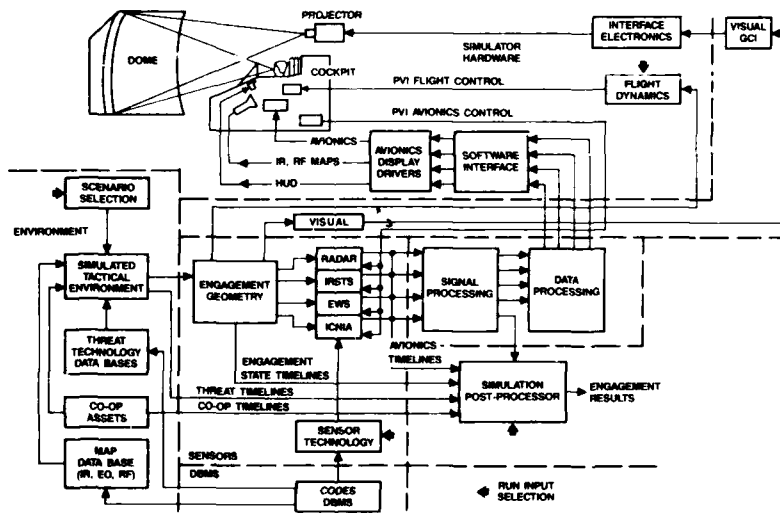 PROJECTOR
DOME
COCKPIT
SIMULATOR
HARDWARE
INTERFACE
ELECTRONICS
VISUAL
GCI
PVI FLIGHT CONTROL
FLIGHT
DYNAMICS
PVI AVIONICS CONTROL
AVIONICS
IR, RF MAPS
HUD
AVIONICS
DISPLAY
DRIVERS
SOFTWARE
INTERFACE
SCENARIO
SELECTION
ENVIRONMENT
VISUAL
SIMULATED
TACTICAL
ENVIRONMENT
ENGAGEMENT
GEOMETRY
RADAR
IRSTS
EWS
ICNIA
SIGNAL
PROCESSING
DATA
PROCESSING
THREAT
TECHNOLOGY
DATA BASES
ENGAGEMENT
STATE TIMELINES
AVIONICS
TIMELINES
THREAT TIMELINES
CO-OP TIMELINES
SIMULATION
POST-PROCESSOR
ENGAGEMENT
RESULTS
CO-OP
ASSETS
SENSOR
TECHNOLOGY
MAP
DATA BASE
(IR, EO, RF)
SENSORS
DBMS
CODES
DBMS
RUN INPUT
SELECTION